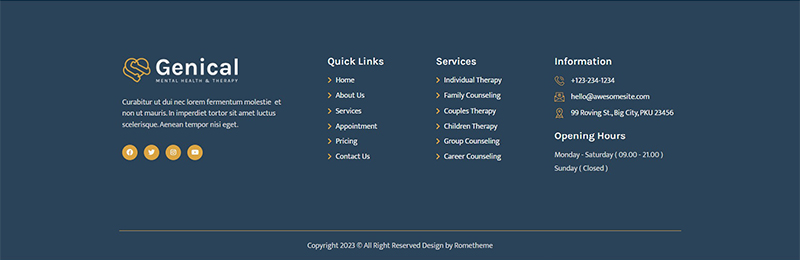 Genical
MENTAL HEALTH & THERAPY
Curabitur ut dui nec lorem fermentum molestie et
non ut mauris. In imperdiet tortor sit amet luctus
scelerisque. Aenean tempor nisi eget.
Quick Links
Home
About Us
Services
Appointment
Pricing
Contact Us
Services
Individual Therapy
Family Counseling
Couples Therapy
Children Therapy
Group Counseling
Career Counseling
Information
+123-234-1234
hello@awesomesite.com
99 Roving St., Big City, PKU 23456
Opening Hours
Monday - Saturday ( 09.00 - 21.00 )
Sunday ( Closed )
Copyright 2023 © All Right Reserved Design by Rometheme